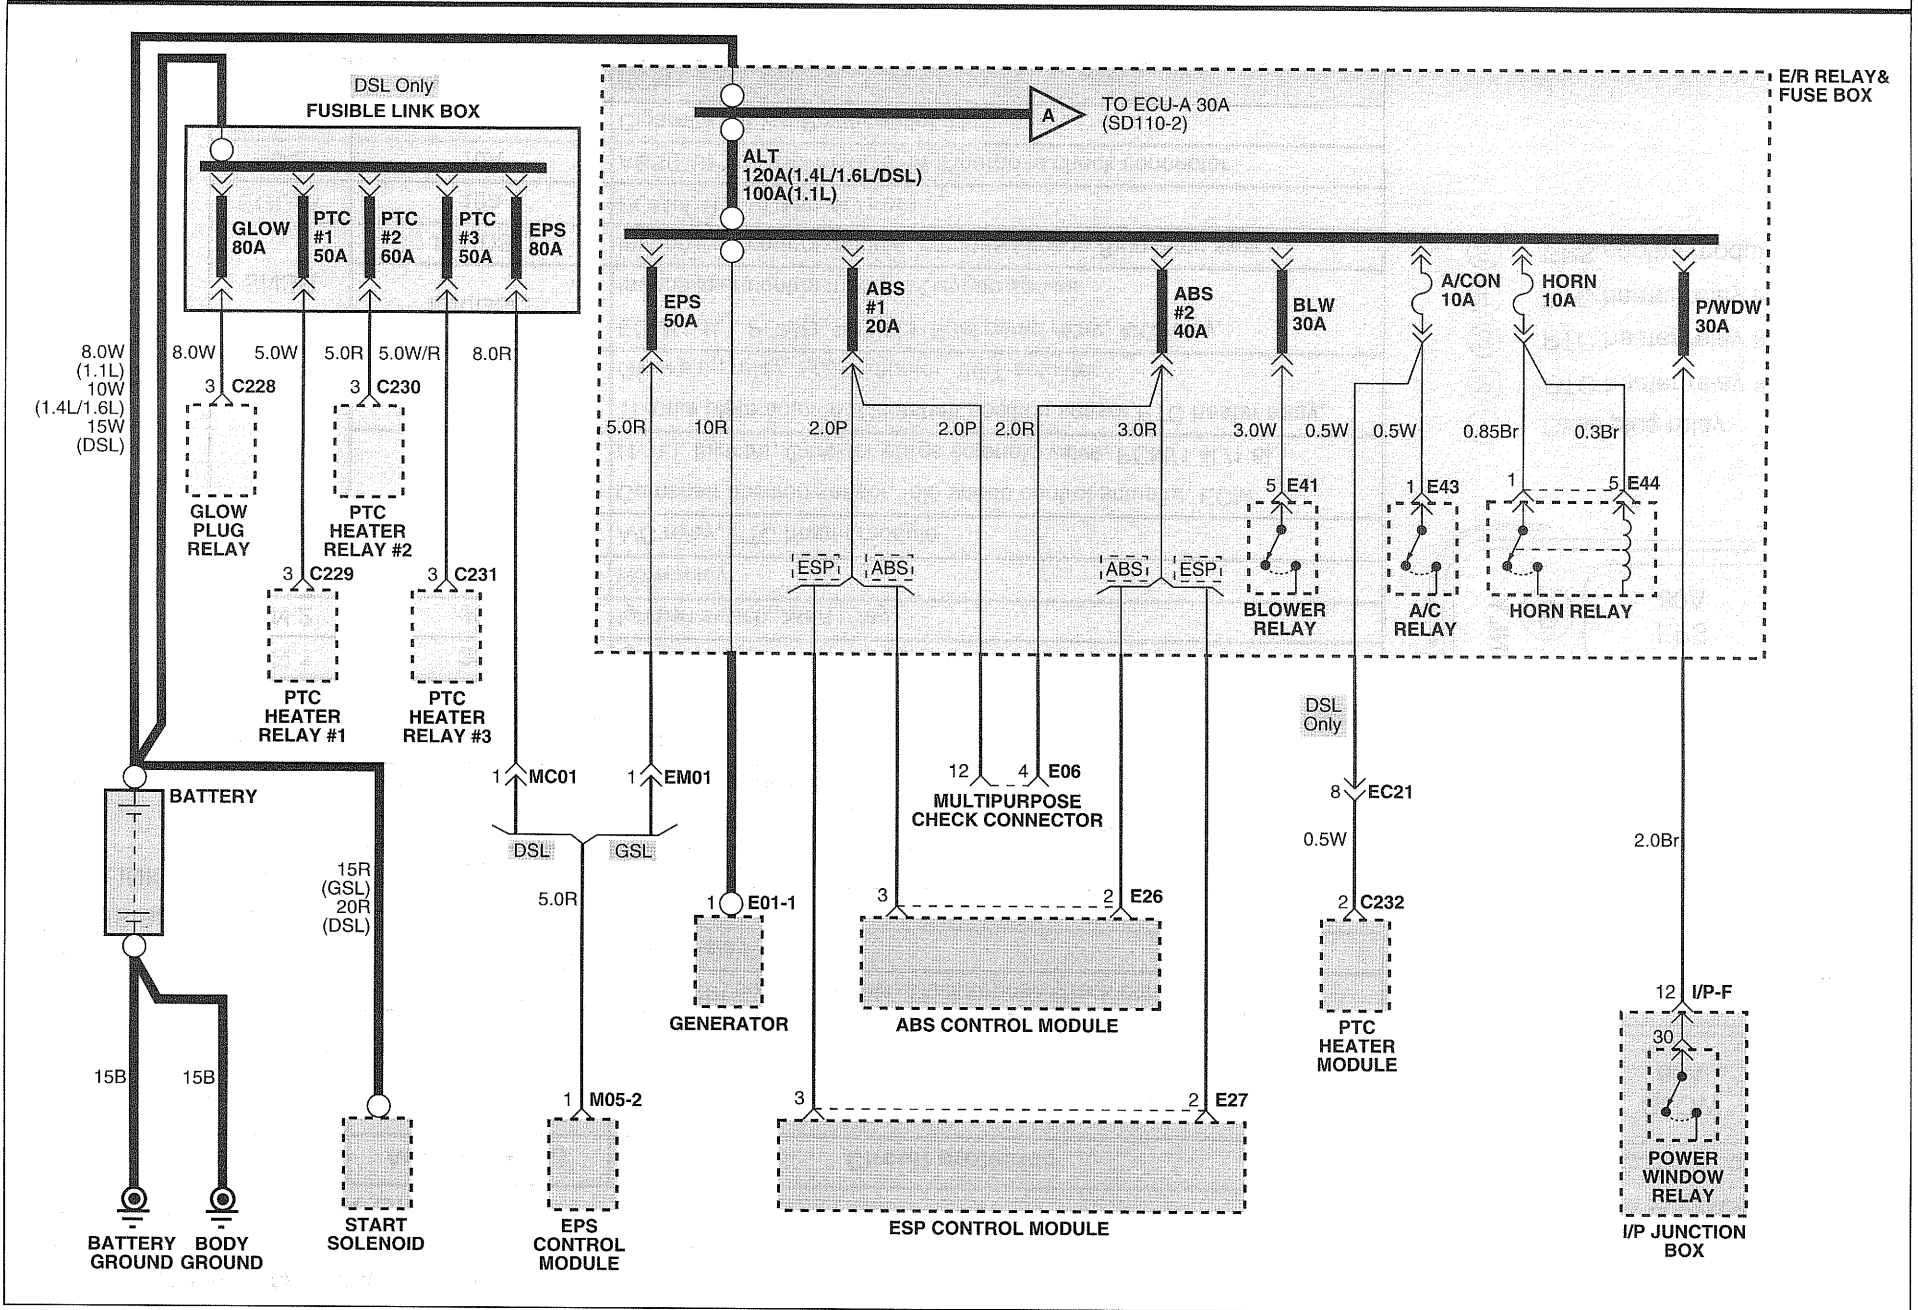 E/R RELAY&
FUSE BOX
DSL Only
FUSIBLE LINK BOX
TO ECU-A 30A
(SD110-2)
A
ALT
120A(1.4L/1.6L/DSL)
100A(1.1L)
GLOW
80A
PTC
#1
50A
PTC
#2
60A
PTC
#3
50A
EPS
80A
EPS
50A
ABS
#1
20A
ABS
#2
40A
BLW
30A
A/CON
10A
HORN
10A
P/WDW
30A
8.0W
(1.1L)
10W
(1.4L/1.6L)
15W
(DSL)
8.0W
5.0W
5.0R
5.0W/R
8.0R
3 C228
3 C230
GLOW
PLUG
RELAY
PTC
HEATER
RELAY #2
3 C229
3 C231
PTC
HEATER
RELAY #1
PTC
HEATER
RELAY #3
5.0R
10R
2.0P
2.0P
2.0R
3.0R
3.0W
0.5W
0.5W
0.85Br
0.3Br
5 E41
1 E43
1
5 E44
ESP
ABS
ABS
ESP
BLOWER
RELAY
A/C
RELAY
HORN RELAY
DSL
Only
1 MC01
1 EM01
12
4 E06
MULTIPURPOSE
CHECK CONNECTOR
8 EC21
BATTERY
DSL
GSL
0.5W
2.0Br
15R
(GSL)
20R
(DSL)
5.0R
1 E01-1
3
2 E26
2 C232
GENERATOR
ABS CONTROL MODULE
PTC
HEATER
MODULE
12 I/P-F
30
15B
15B
1 M05-2
3
2 E27
POWER
WINDOW
RELAY
I/P JUNCTION
BOX
BATTERY
GROUND
BODY
GROUND
START
SOLENOID
EPS
CONTROL
MODULE
ESP CONTROL MODULE